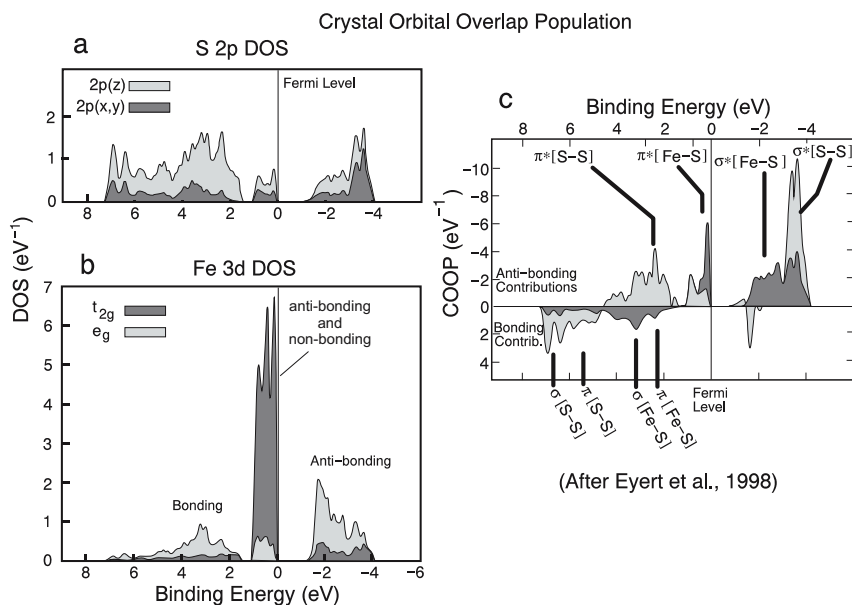 Crystal Orbital Overlap Population
a
S 2p DOS
2p(z)
2p(x,y)
Fermi Level
2
1
0
8 6 4 2 0 −2 −4
DOS (eV⁻¹)
b
Fe 3d DOS
t2g
eg
anti-bonding
and
non-bonding
Bonding
Anti-bonding
7
6
5
4
3
2
1
0
8 6 4 2 0 −2 −4 −6
Binding Energy (eV)
c
Binding Energy (eV)
8 6 4 2 0 −2 −4
π*[S−S]
π*[Fe−S]
σ*[Fe−S]
σ*[S−S]
COOP (eV⁻¹)
-10
-8
-6
-4
-2
0
2
4
Anti-bonding
Contributions
Bonding
Contrib.
σ [S−S]
π [S−S]
σ [Fe−S]
π [Fe−S]
Fermi
Level
(After Eyert et al., 1998)